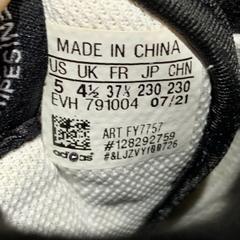 MADE IN CHINA
US UK FR JP CHN
5 4½ 37⅓ 230 230
EVH 791004 07/21
ART FY7757
#128292759
adidas